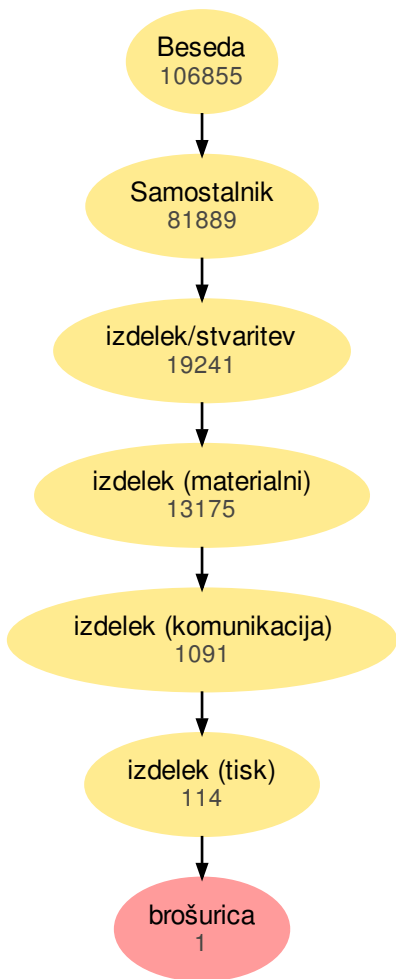 Beseda
106855
Samostalnik
81889
izdelek/stvaritev
19241
izdelek (materialni)
13175
izdelek (komunikacija)
1091
izdelek (tisk)
114
brošurica
1